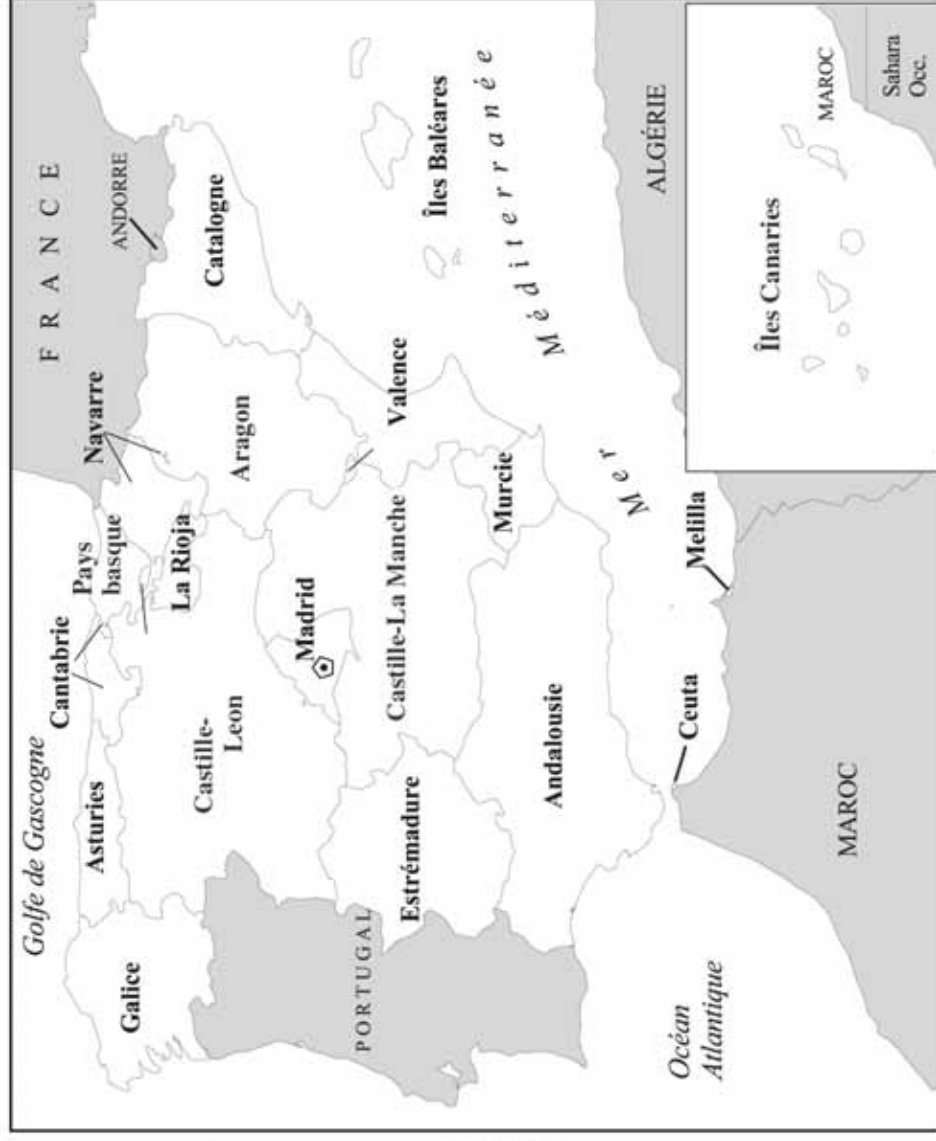 Golfe de Gascogne
FRANCE
ANDORRE
Cantabrie
Pays
basque
Navarre
Galice
Asturies
La Rioja
Catalogne
Castille-
Leon
Aragon
Madrid
PORTUGAL
Estrémadure
Castille-La Manche
Valence
Îles Baléares
Murcie
Andalousie
Mer Méditerranée
Océan
Atlantique
Ceuta
Melilla
ALGÉRIE
MAROC
Îles Canaries
MAROC
Sahara
Occ.